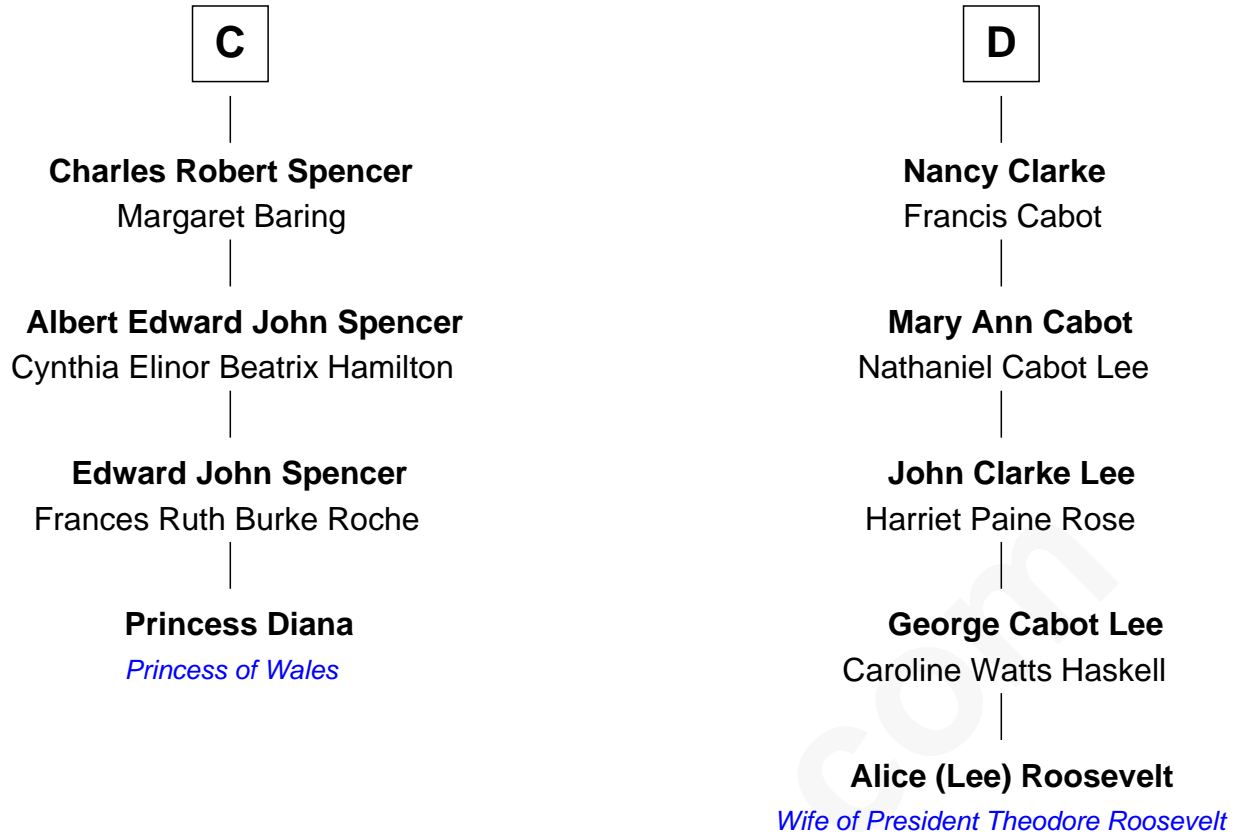 C
Charles Robert Spencer
Margaret Baring
Albert Edward John Spencer
Cynthia Elinor Beatrix Hamilton
Edward John Spencer
Frances Ruth Burke Roche
Princess Diana
Princess of Wales
D
Nancy Clarke
Francis Cabot
Mary Ann Cabot
Nathaniel Cabot Lee
John Clarke Lee
Harriet Paine Rose
George Cabot Lee
Caroline Watts Haskell
Alice (Lee) Roosevelt
Wife of President Theodore Roosevelt
com